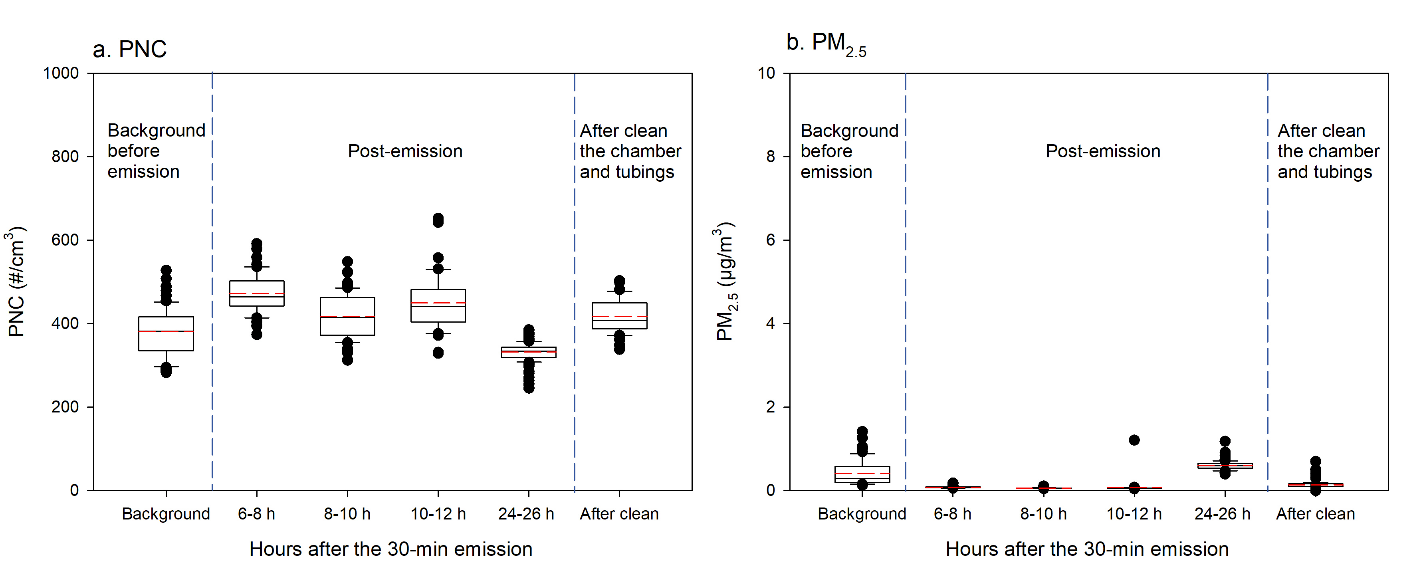 a. PNC
1000
800
600
400
200
0
PNC (#/cm³)
Background
before
emission
Post-emission
After clean
the chamber
and tubings
Background
6-8 h
8-10 h
10-12 h
24-26 h
After clean
Hours after the 30-min emission
b. PM₂.₅
10
8
6
4
2
0
PM₂.₅ (μg/m³)
Background
before
emission
Post-emission
After clean
the chamber
and tubings
Background
6-8 h
8-10 h
10-12 h
24-26 h
After clean
Hours after the 30-min emission